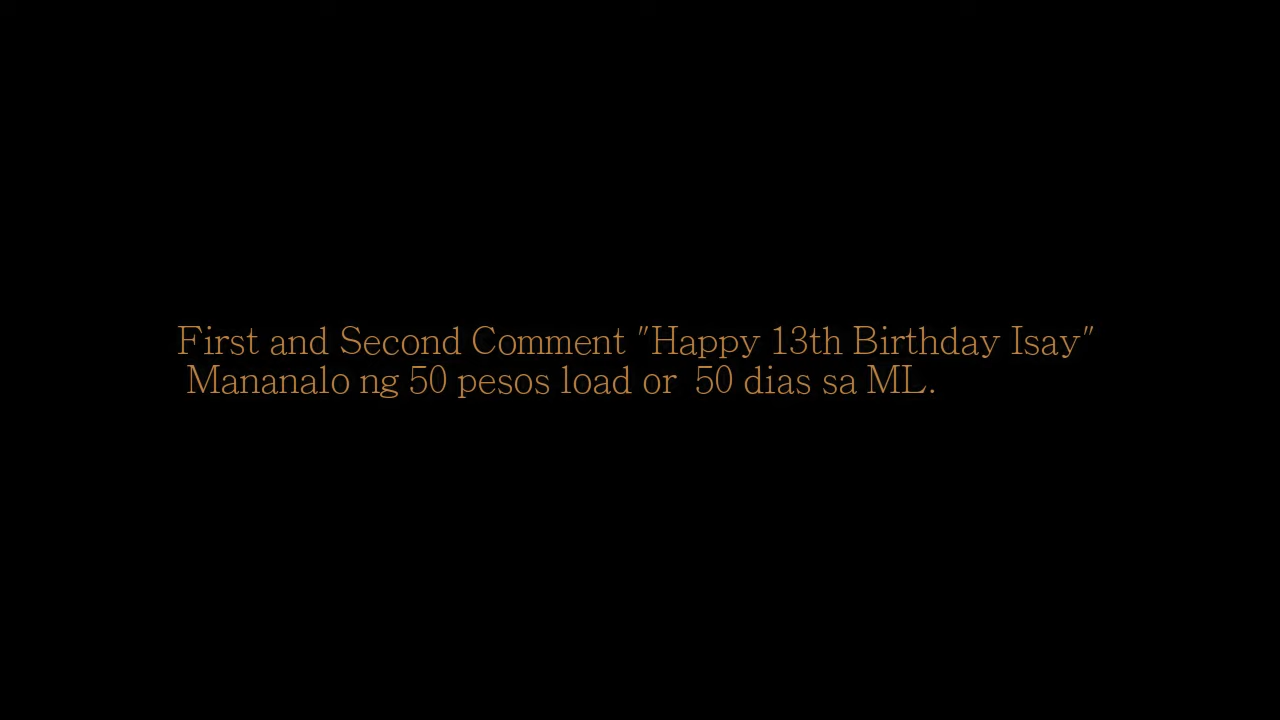 First and Second Comment "Happy 13th Birthday Isay"
Mananalo ng 50 pesos load or 50 dias sa ML.